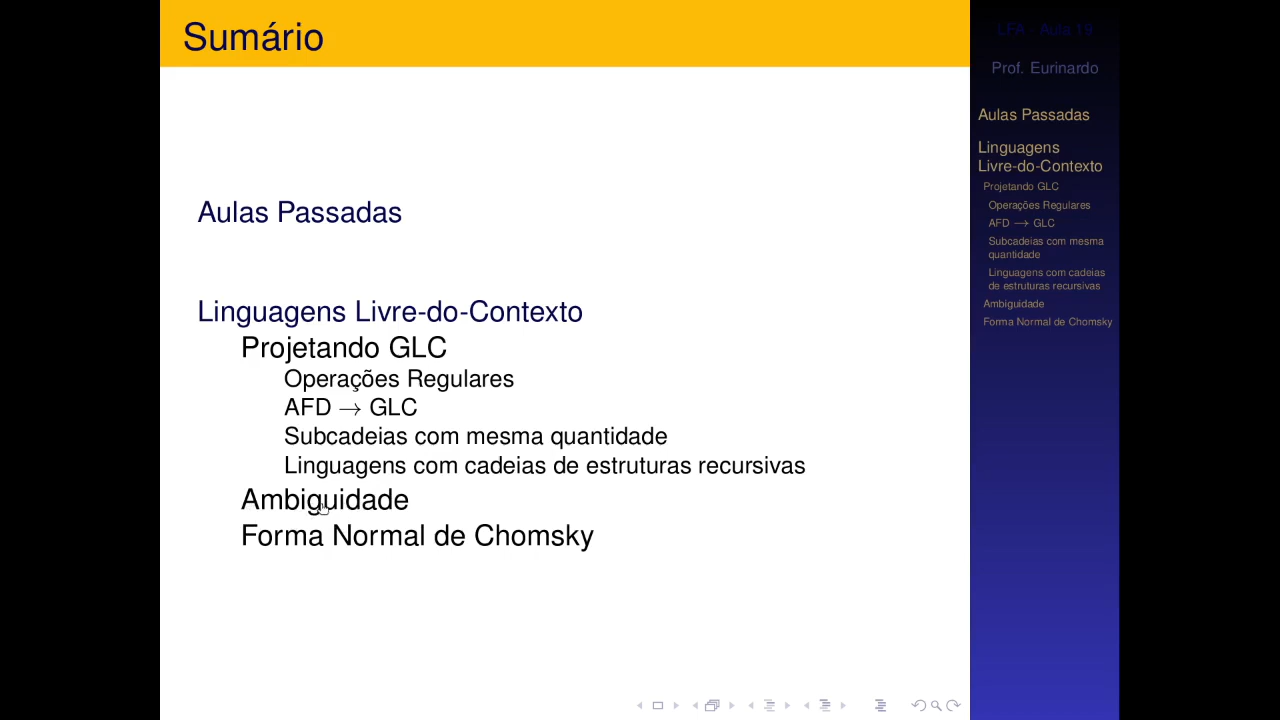 Sumário
Aulas Passadas
Linguagens Livre-do-Contexto
Projetando GLC
Operações Regulares
AFD → GLC
Subcadeias com mesma quantidade
Linguagens com cadeias de estruturas recursivas
Ambiguidade
Forma Normal de Chomsky
LFA - Aula 19
Prof. Eurinardo
Aulas Passadas
Linguagens
Livre-do-Contexto
Projetando GLC
Operações Regulares
AFD → GLC
Subcadeias com mesma
quantidade
Linguagens com cadeias
de estruturas recursivas
Ambiguidade
Forma Normal de Chomsky